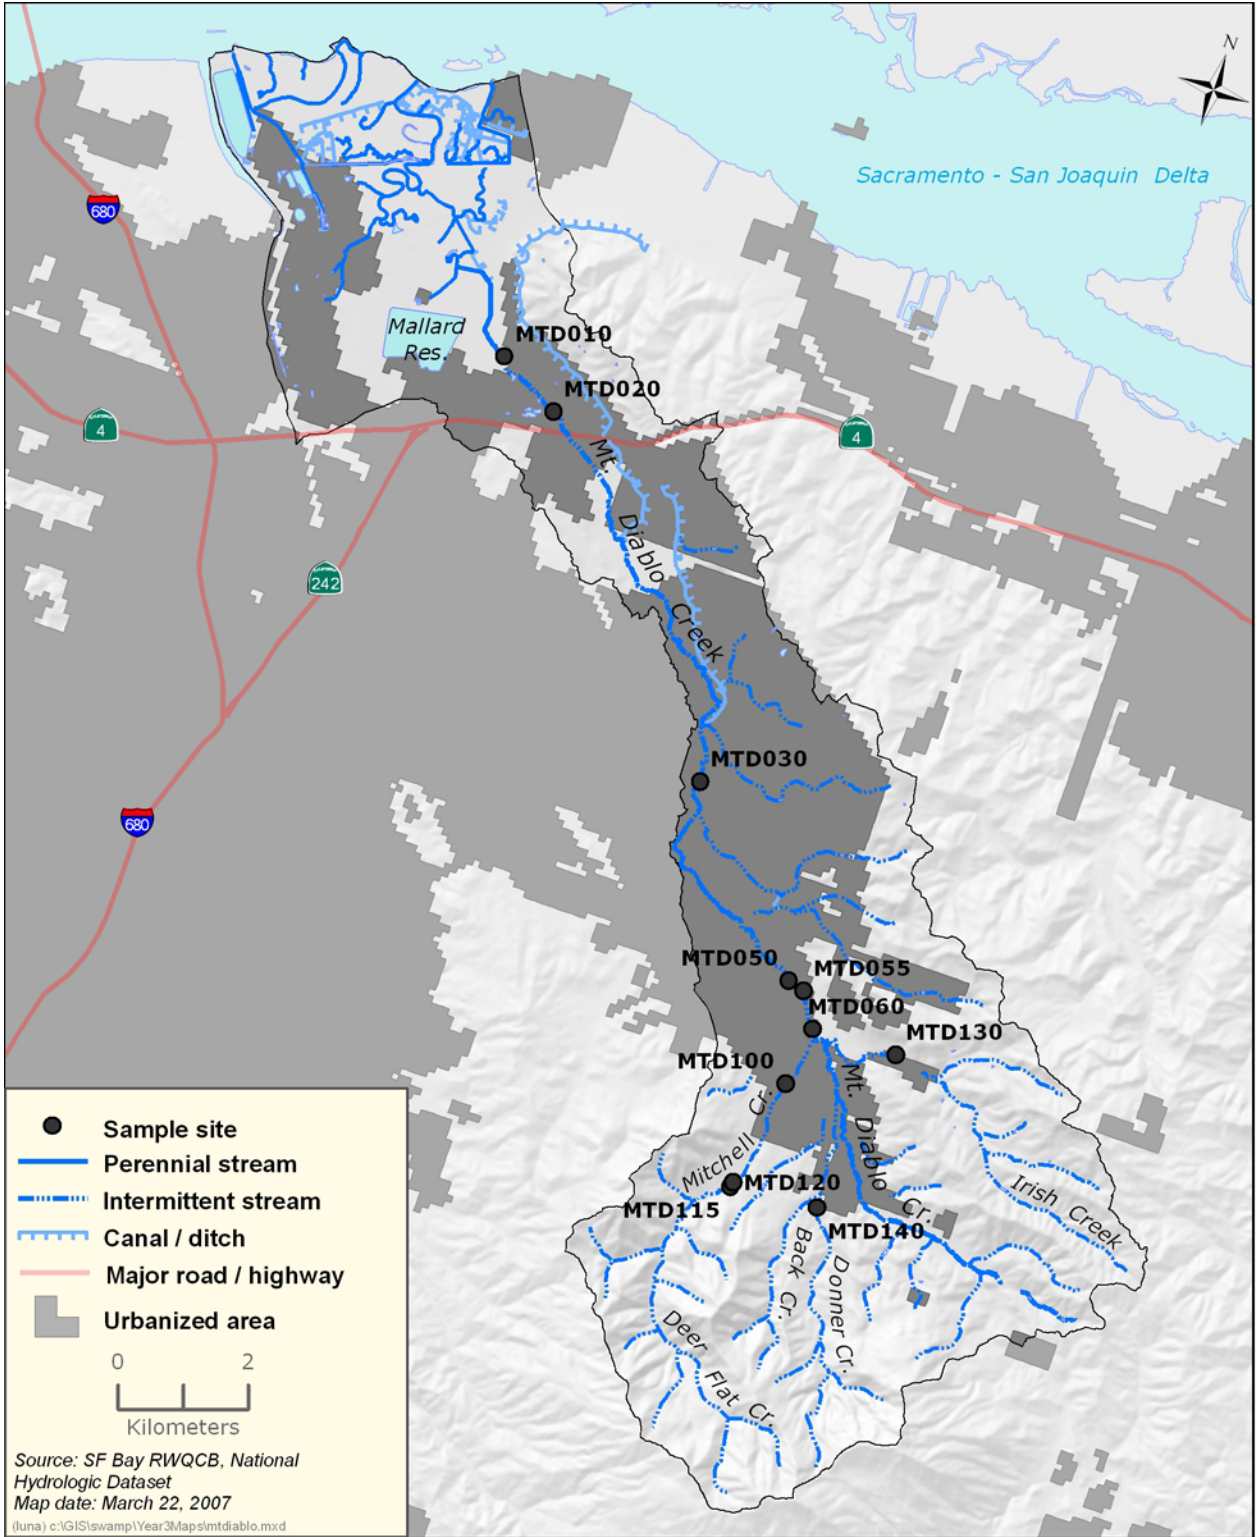 N
Sacramento - San Joaquin Delta
680
Mallard
Res.
MTD010
MTD020
4
4
Mt.
Diablo
Creek
242
MTD030
680
MTD050
MTD055
MTD060
MTD130
MTD100
Mt.
Diablo
Cr.
Mitchell
Cr.
MTD120
MTD115
MTD140
Irish Creek
Back Cr.
Donner Cr.
Deer
Flat Cr.
Sample site
Perennial stream
Intermittent stream
Canal / ditch
Major road / highway
Urbanized area
0 2
Kilometers
Source: SF Bay RWQCB, National
Hydrologic Dataset
Map date: March 22, 2007
(luna) c:\GIS\swamp\Year3Maps\mtdiablo.mxd